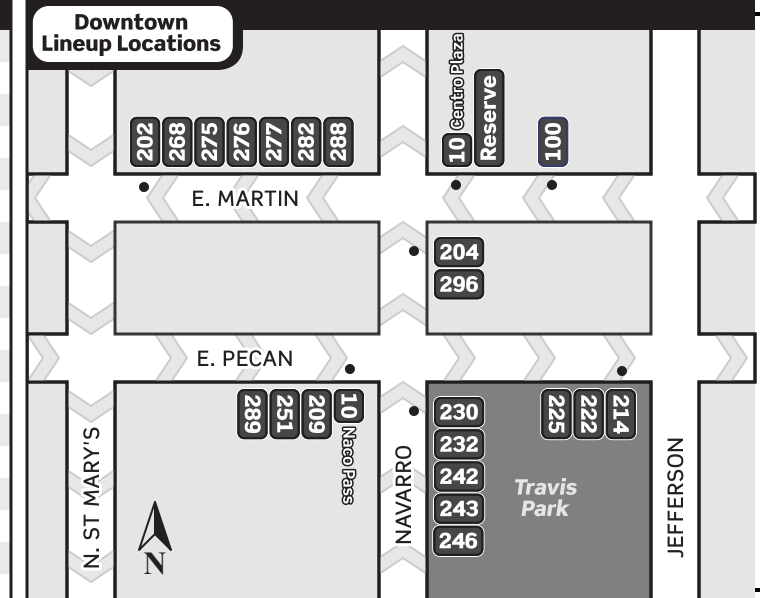 Downtown
Lineup Locations
202
268
275
276
277
282
288
10 Centro Plaza
Reserve
100
E. MARTIN
204
296
E. PECAN
289
251
209
10 Naco Pass
230
232
242
243
246
225
222
214
Travis
Park
N. ST MARY'S
NAVARRO
JEFFERSON
N